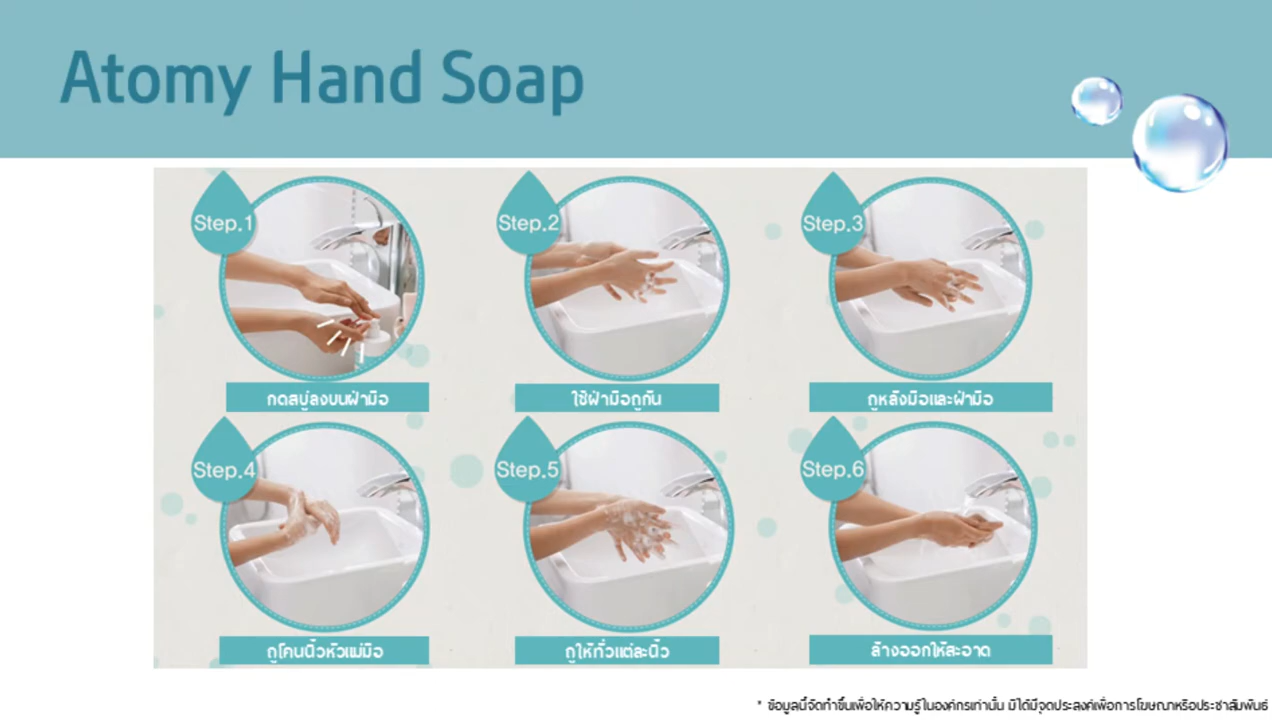 Atomy Hand Soap
Step.1
Step.2
Step.3
กดสบู่ลงบนฝ่ามือ
ใช้ฝ่ามือถูกัน
ถูหลังมือและฝ่ามือ
Step.4
Step.5
Step.6
ถูโคนนิ้วหัวแม่มือ
ถูให้ทั่วแต่ละนิ้ว
ล้างออกให้สะอาด
* ข้อมูลนี้จัดทำขึ้นเพื่อให้ความรู้ในองค์กรเท่านั้น มิได้มีจุดประสงค์เพื่อการโฆษณาหรือประชาสัมพันธ์